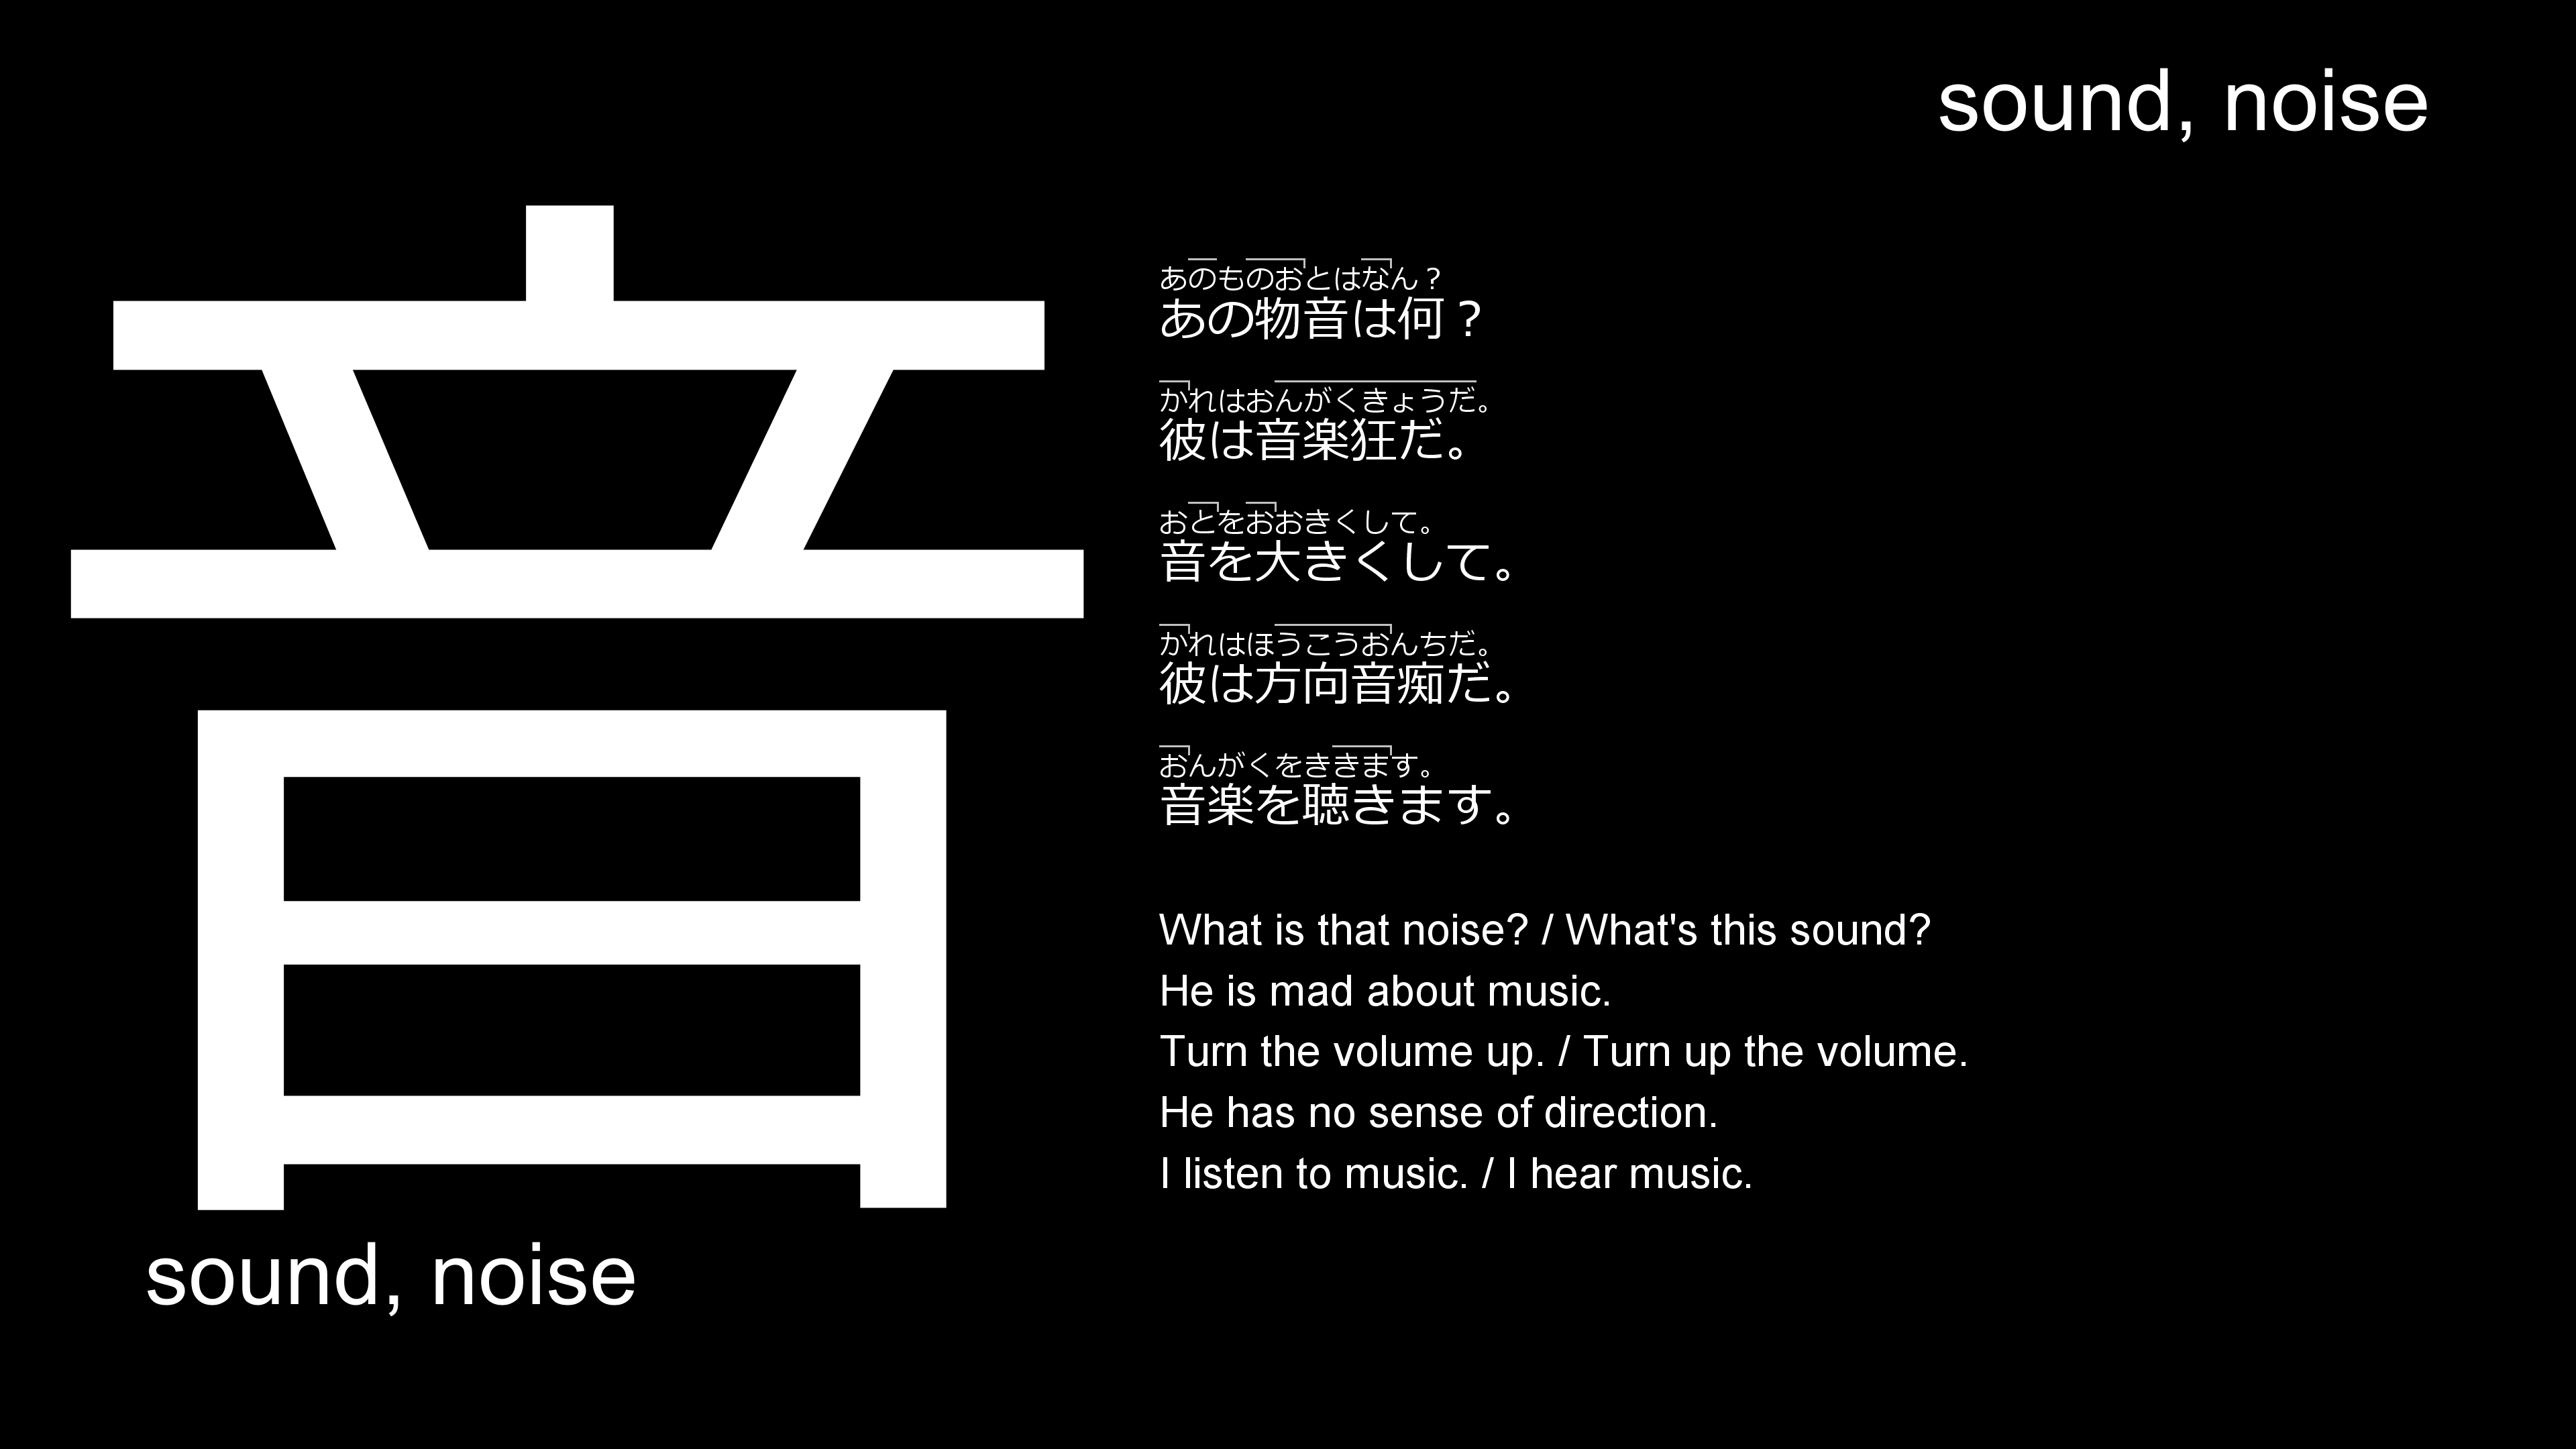 sound, noise
音
sound, noise
あのものおとはなん？
あの物音は何？
かれはおんがくきょうだ。
彼は音楽狂だ。
おとをおおきくして。
音を大きくして。
かれはほうこうおんちだ。
彼は方向音痴だ。
おんがくをききます。
音楽を聴きます。
What is that noise? / What's this sound?
He is mad about music.
Turn the volume up. / Turn up the volume.
He has no sense of direction.
I listen to music. / I hear music.